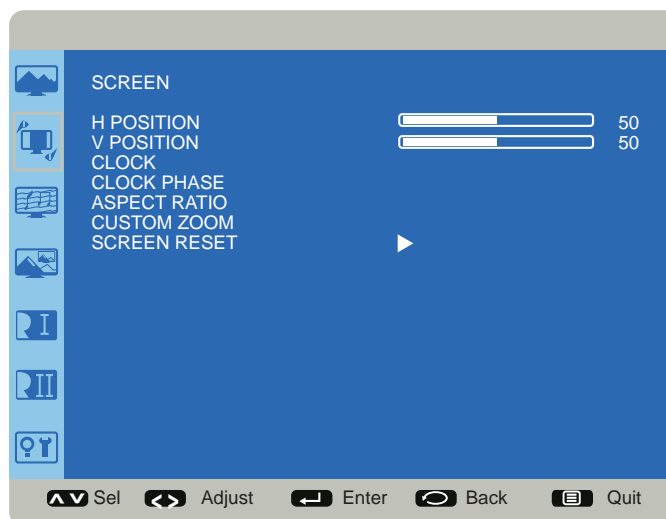 SCREEN
H POSITION 50
V POSITION 50
CLOCK
CLOCK PHASE
ASPECT RATIO
CUSTOM ZOOM
SCREEN RESET
I
II
Sel Adjust Enter Back Quit